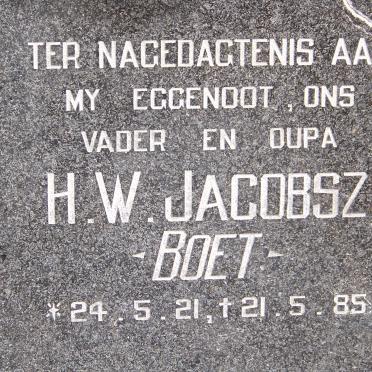 TER NAGEDAGTENIS AA
MY EGGENOOT, ONS
VADER EN OUPA
H.W. JACOBSZ
- BOET -
* 24.5.21, † 21.5.85